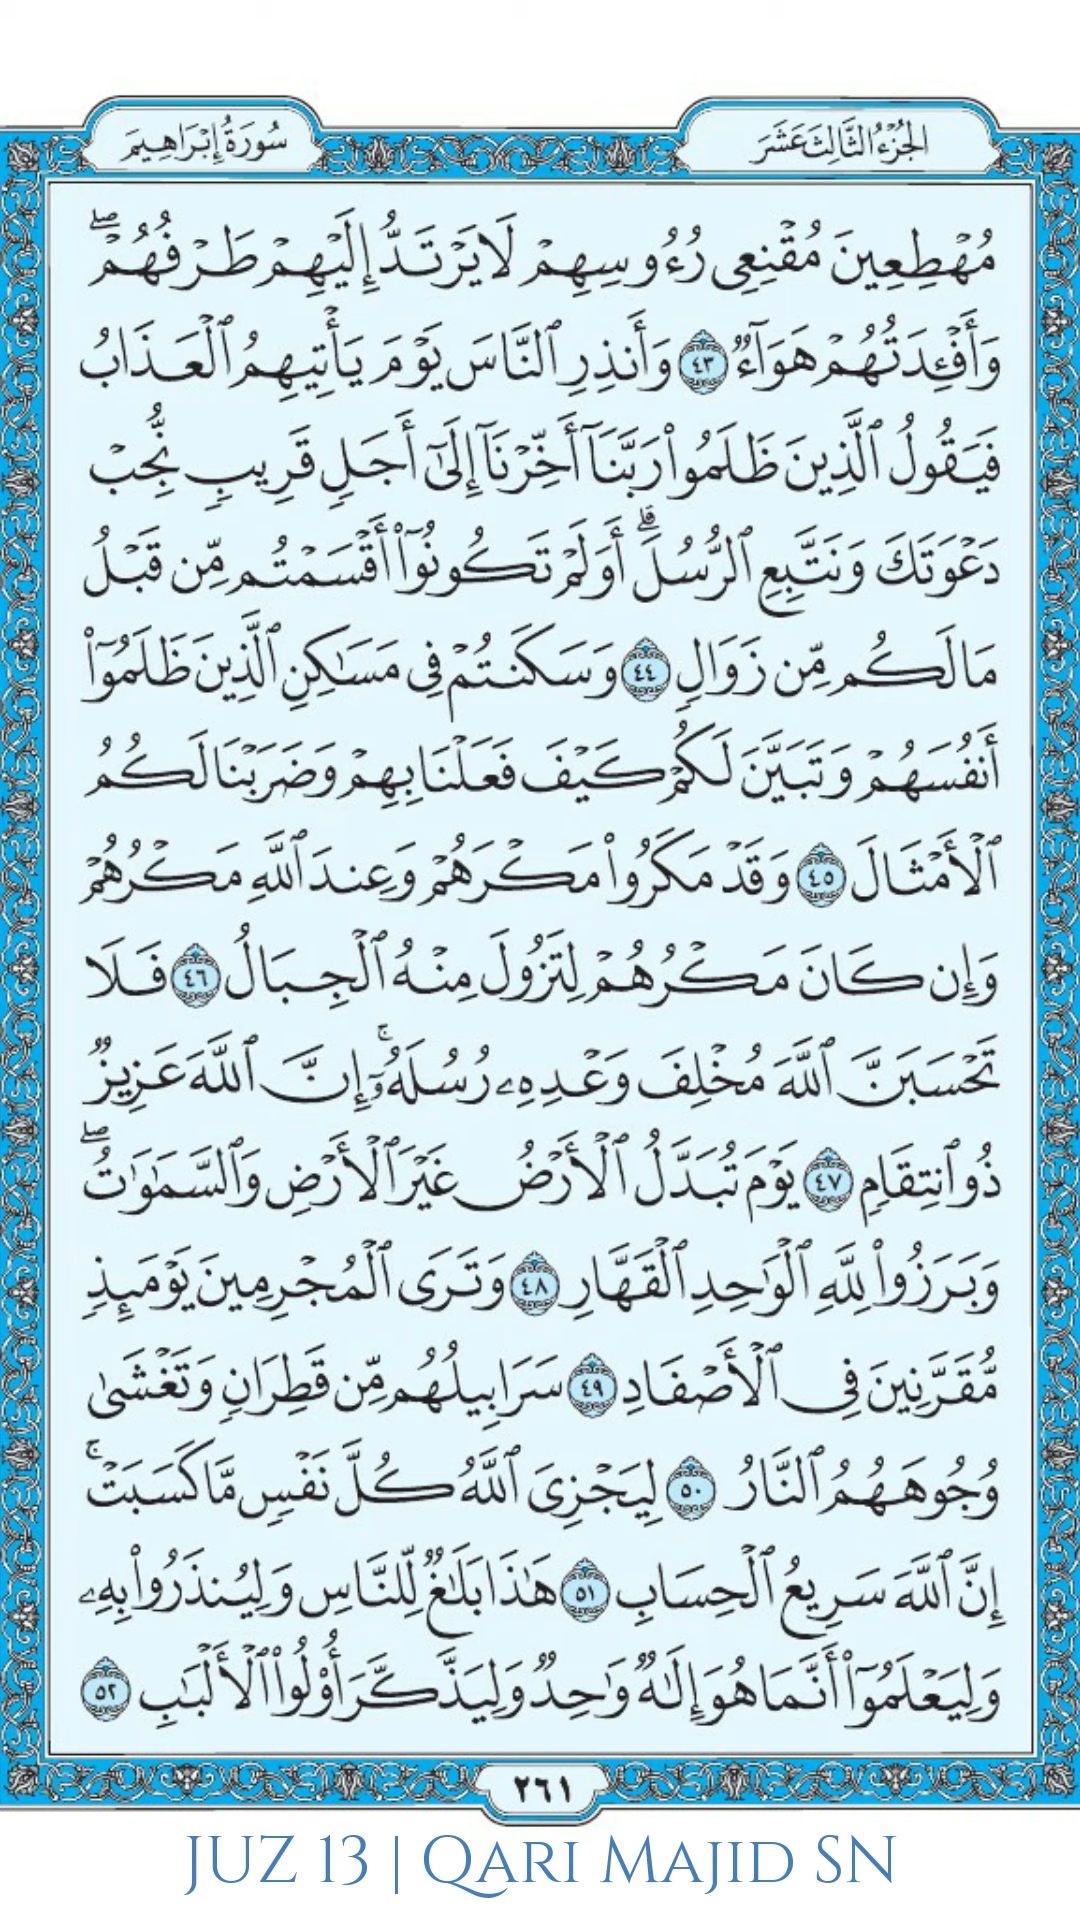 الجُزْءُ الثَّالِثَ عَشَرَ
سُورَةُ إِبْرَاهِيمَ
مُهْطِعِينَ مُقْنِعِى رُءُوسِهِمْ لَا يَرْتَدُّ إِلَيْهِمْ طَرْفُهُمْۖ
وَأَفْـِٔدَتُهُمْ هَوَآءٌ ٤٣ وَأَنذِرِ ٱلنَّاسَ يَوْمَ يَأْتِيهِمُ ٱلْعَذَابُ
فَيَقُولُ ٱلَّذِينَ ظَلَمُوا۟ رَبَّنَآ أَخِّرْنَآ إِلَىٰٓ أَجَلٍ قَرِيبٍ نُّجِبْ
دَعْوَتَكَ وَنَتَّبِعِ ٱلرُّسُلَۗ أَوَلَمْ تَكُونُوٓا۟ أَقْسَمْتُم مِّن قَبْلُ
مَا لَكُم مِّن زَوَالٍ ٤٤ وَسَكَنتُمْ فِى مَسَـٰكِنِ ٱلَّذِينَ ظَلَمُوٓا۟
أَنفُسَهُمْ وَتَبَيَّنَ لَكُمْ كَيْفَ فَعَلْنَا بِهِمْ وَضَرَبْنَا لَكُمُ
ٱلْأَمْثَالَ ٤٥ وَقَدْ مَكَرُوا۟ مَكْرَهُمْ وَعِندَ ٱللَّهِ مَكْرُهُمْ
وَإِن كَانَ مَكْرُهُمْ لِتَزُولَ مِنْهُ ٱلْجِبَالُ ٤٦ فَلَا
تَحْسَبَنَّ ٱللَّهَ مُخْلِفَ وَعْدِهِۦ رُسُلَهُۥٓۚ إِنَّ ٱللَّهَ عَزِيزٌ
ذُو ٱنتِقَامٍ ٤٧ يَوْمَ تُبَدَّلُ ٱلْأَرْضُ غَيْرَ ٱلْأَرْضِ وَٱلسَّمَـٰوَٰتُۖ
وَبَرَزُوا۟ لِلَّهِ ٱلْوَٰحِدِ ٱلْقَهَّارِ ٤٨ وَتَرَى ٱلْمُجْرِمِينَ يَوْمَئِذٍ
مُّقَرَّنِينَ فِى ٱلْأَصْفَادِ ٤٩ سَرَابِيلُهُم مِّن قَطِرَانٍ وَتَغْشَىٰ
وُجُوهَهُمُ ٱلنَّارُ ٥٠ لِيَجْزِىَ ٱللَّهُ كُلَّ نَفْسٍ مَّا كَسَبَتْۚ
إِنَّ ٱللَّهَ سَرِيعُ ٱلْحِسَابِ ٥١ هَـٰذَا بَلَـٰغٌ لِّلنَّاسِ وَلِيُنذَرُوا۟ بِهِۦ
وَلِيَعْلَمُوٓا۟ أَنَّمَا هُوَ إِلَـٰهٌ وَٰحِدٌ وَلِيَذَّكَّرَ أُو۟لُوا۟ ٱلْأَلْبَـٰبِ ٥٢
٢٦١
JUZ 13 | QARI MAJID SN